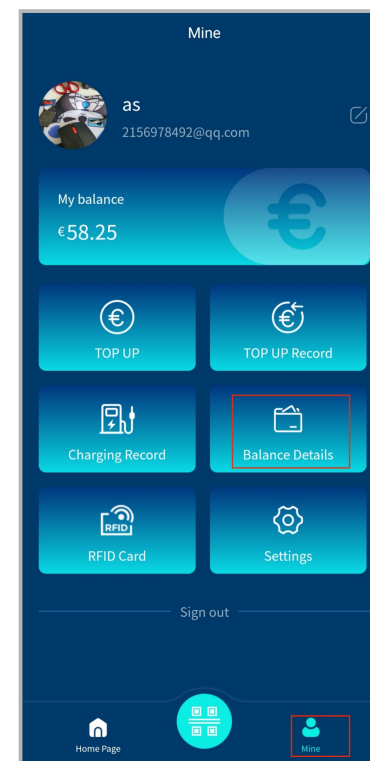 Mine
as
2156978492@qq.com
My balance
€58.25
TOP UP
TOP UP Record
Charging Record
Balance Details
RFID
RFID Card
Settings
Sign out
Home Page
Mine